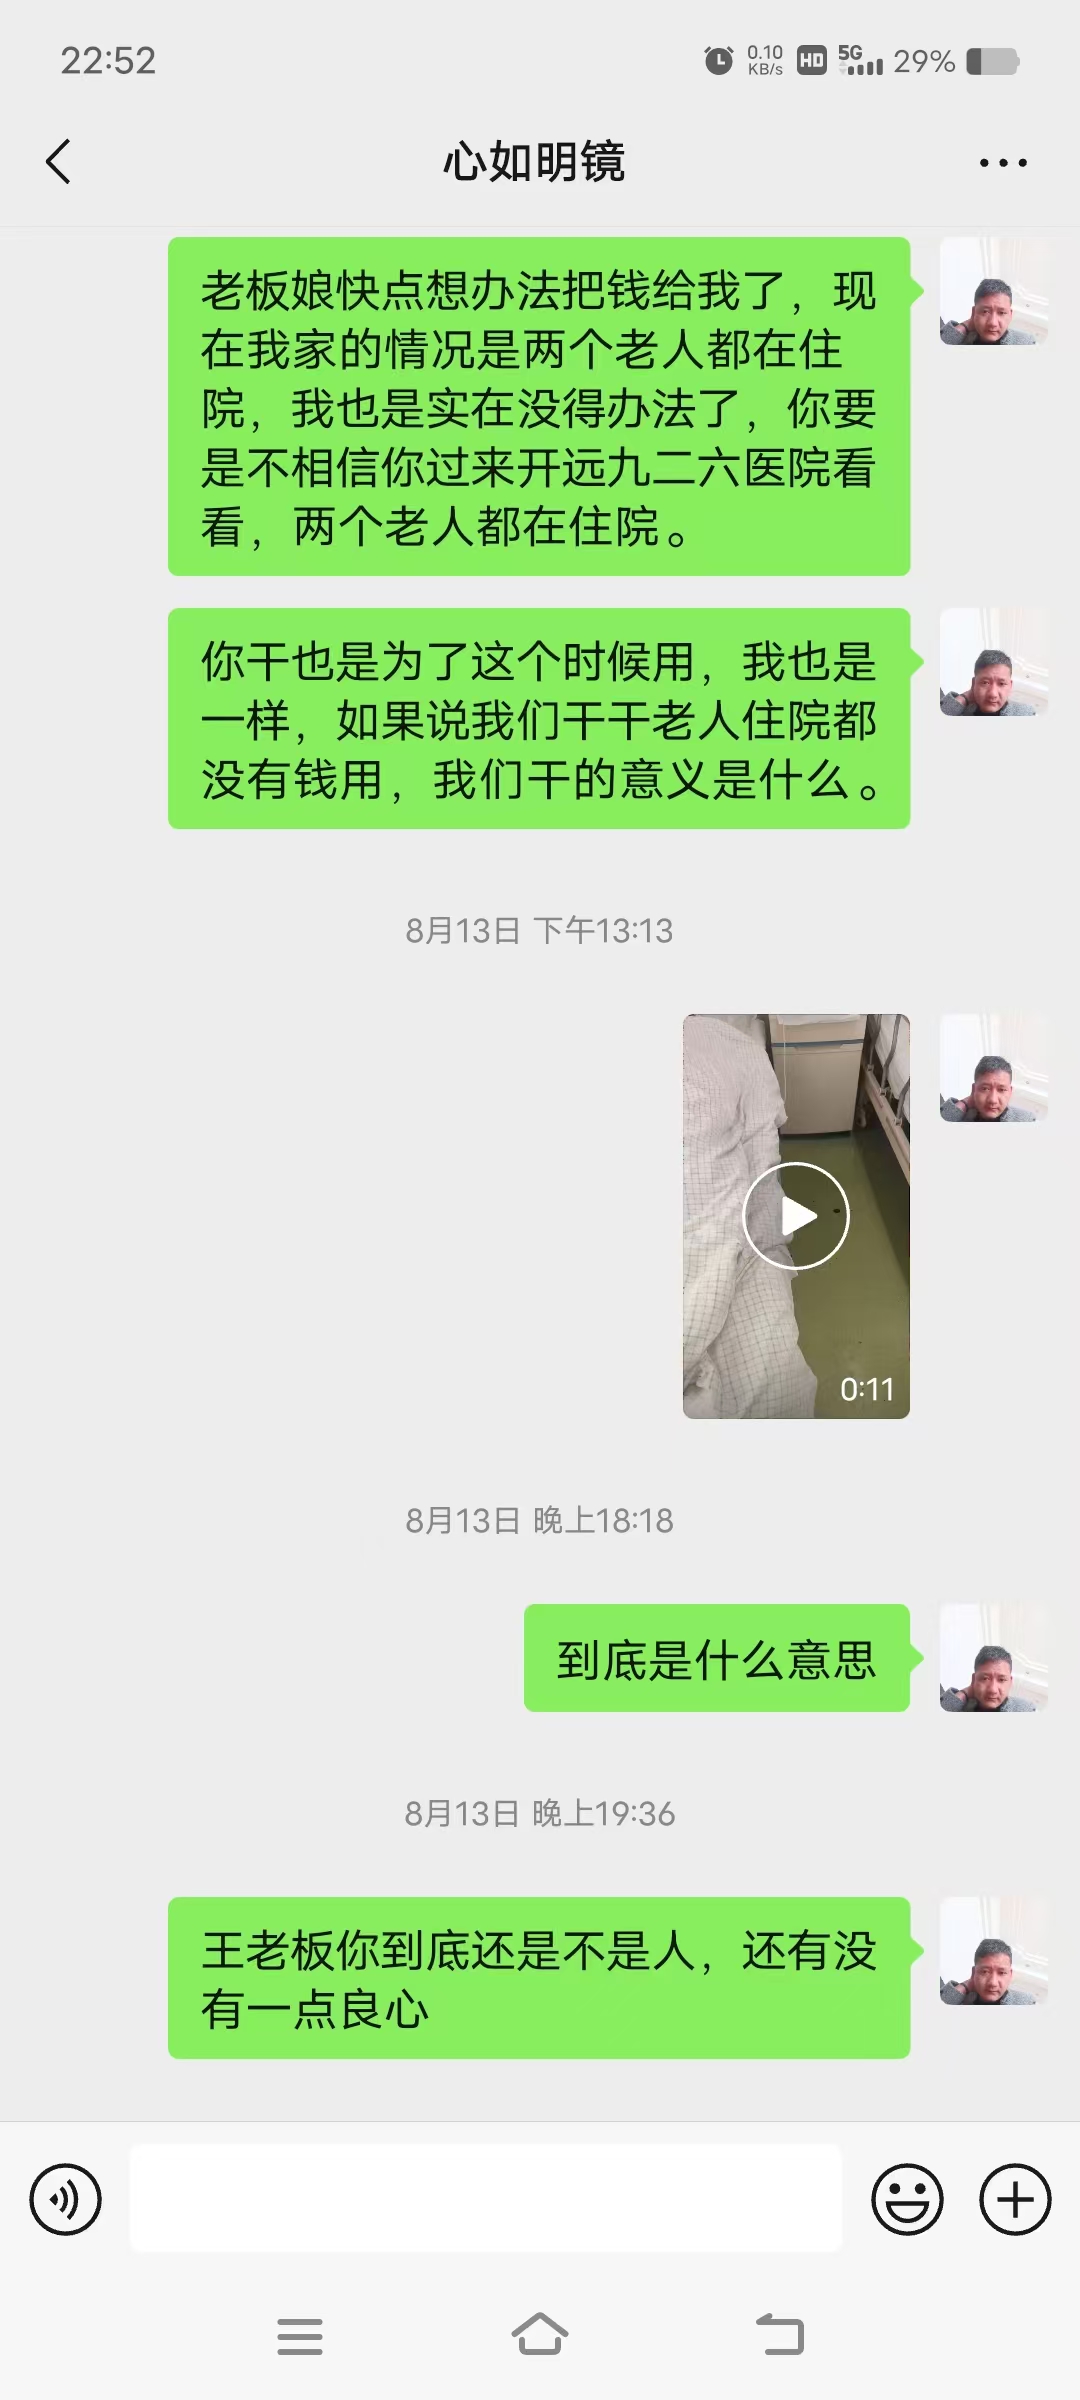 22:52
0.10
KB/s
HD
5G
29%
心如明镜
老板娘快点想办法把钱给我了，现
在我家的情况是两个老人都在住
院，我也是实在没得办法了，你要
是不相信你过来开远九二六医院看
看，两个老人都在住院。
你干也是为了这个时候用，我也是
一样，如果说我们干干老人住院都
没有钱用，我们干的意义是什么。
8月13日 下午13:13
0:11
8月13日 晚上18:18
到底是什么意思
8月13日 晚上19:36
王老板你到底还是不是人，还有没
有一点良心